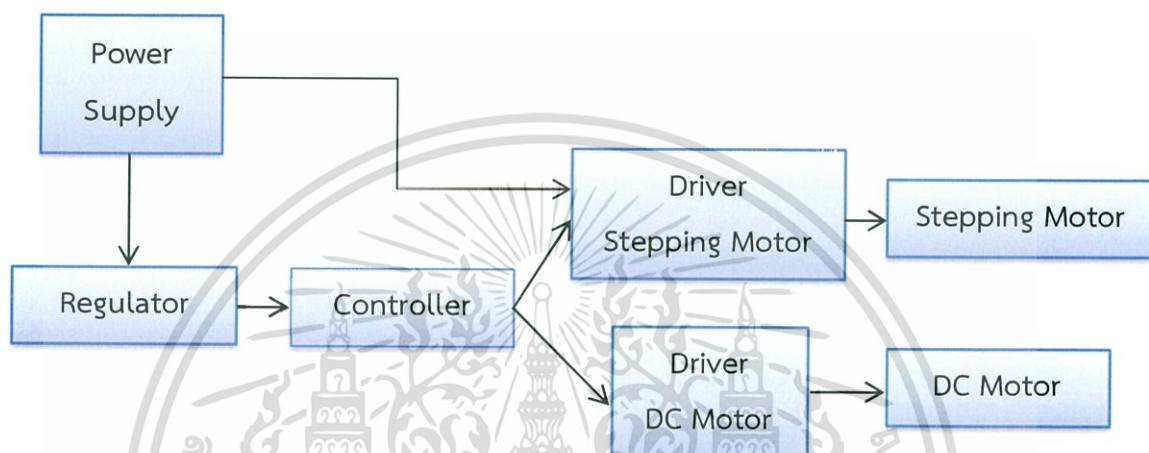 Power
Supply
Driver
Stepping Motor
Stepping Motor
Regulator
Controller
Driver
DC Motor
DC Motor